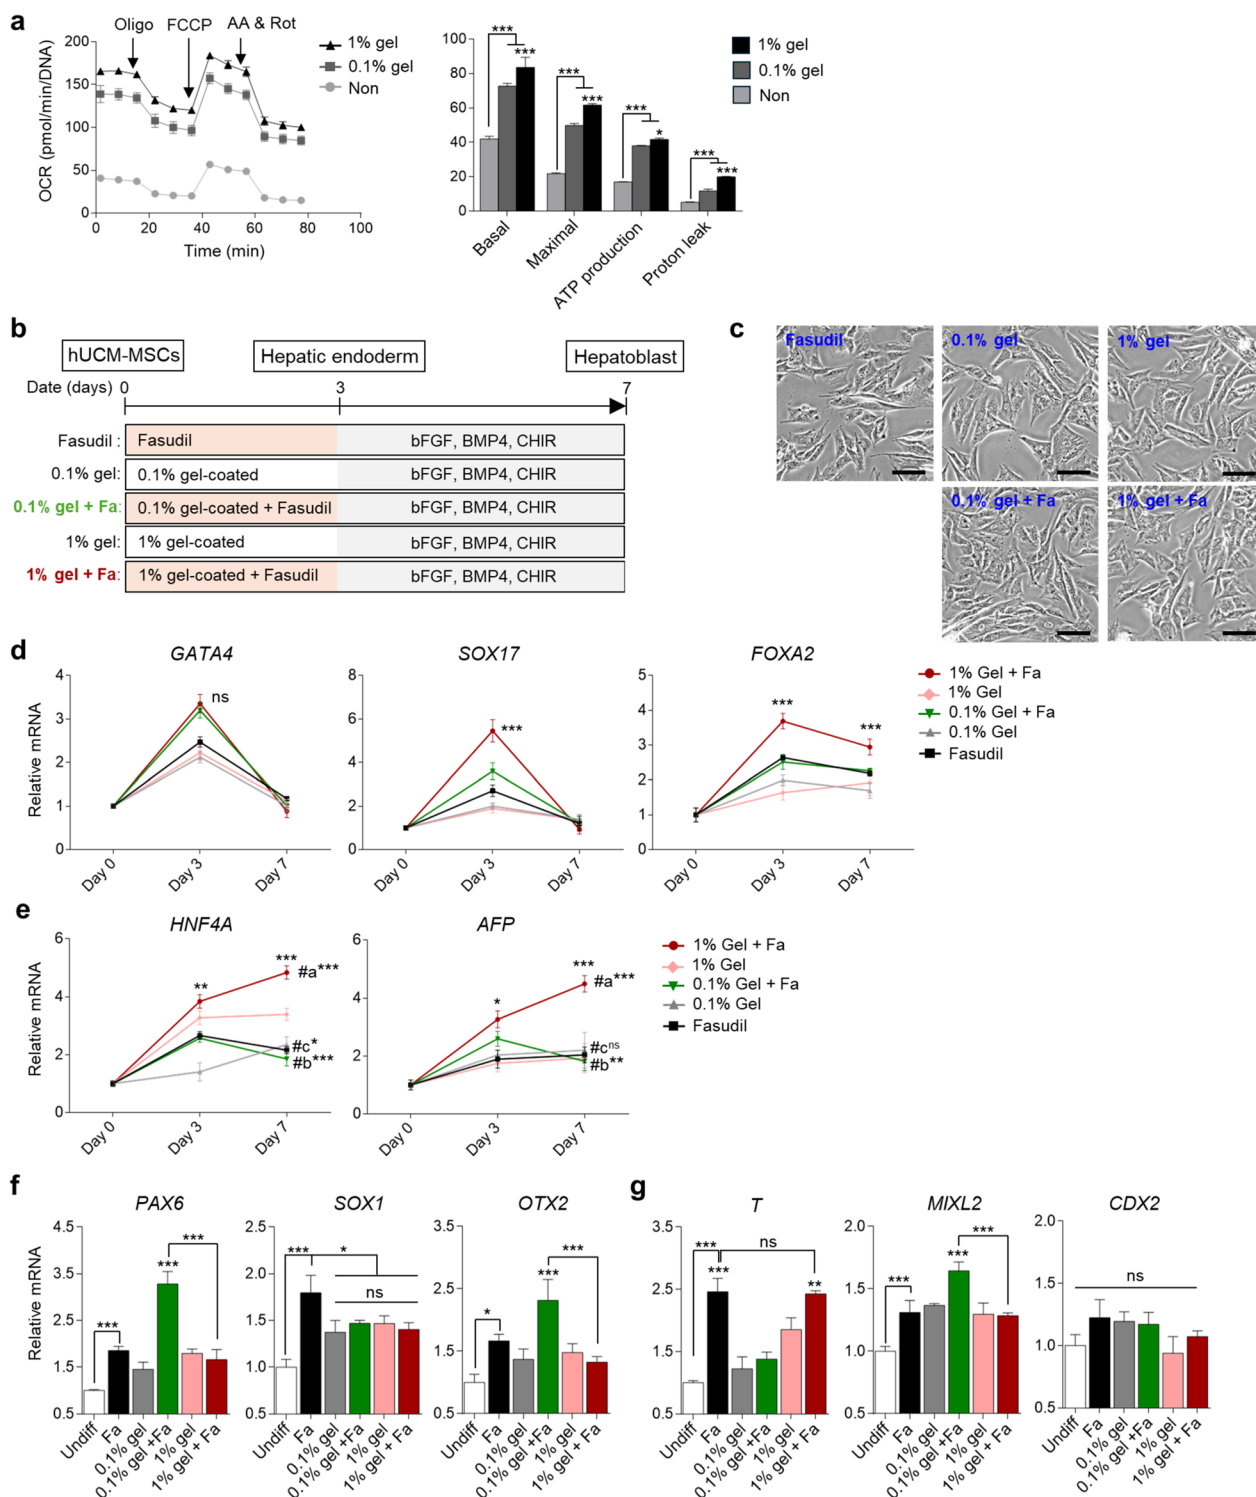 a
Oligo FCCP AA & Rot
OCR (pmol/min/DNA)
200
150
100
50
0
0 20 40 60 80 100
Time (min)
1% gel
0.1% gel
Non
100
80
60
40
20
0
*** *** *** *** *** * *** ***
Basal
Maximal
ATP production
Proton leak
1% gel
0.1% gel
Non
b
hUCM-MSCs Hepatic endoderm Hepatoblast
Date (days) 0 3 7
Fasudil : Fasudil bFGF, BMP4, CHIR
0.1% gel: 0.1% gel-coated bFGF, BMP4, CHIR
0.1% gel + Fa: 0.1% gel-coated + Fasudil bFGF, BMP4, CHIR
1% gel: 1% gel-coated bFGF, BMP4, CHIR
1% gel + Fa: 1% gel-coated + Fasudil bFGF, BMP4, CHIR
c
Fasudil 0.1% gel 1% gel
0.1% gel + Fa 1% gel + Fa
d
GATA4
Relative mRNA
4
3
2
1
0
ns
Day 0 Day 3 Day 7
SOX17
8
6
4
2
0
***
Day 0 Day 3 Day 7
FOXA2
5
4
3
2
1
0
*** ***
Day 0 Day 3 Day 7
1% Gel + Fa
1% Gel
0.1% Gel + Fa
0.1% Gel
Fasudil
e
HNF4A
Relative mRNA
6
4
2
0
** ***
#a***
#c*
#b***
Day 0 Day 3 Day 7
AFP
6
4
2
0
* ***
#a***
#cns
#b**
Day 0 Day 3 Day 7
1% Gel + Fa
1% Gel
0.1% Gel + Fa
0.1% Gel
Fasudil
f
PAX6
Relative mRNA
4.5
3.5
2.5
1.5
0.5
*** *** ***
Undiff Fa 0.1% gel 0.1% gel +Fa 1% gel 1% gel + Fa
SOX1
2.5
2.0
1.5
1.0
0.5
*** *
ns
Undiff Fa 0.1% gel 0.1% gel +Fa 1% gel 1% gel + Fa
OTX2
3.5
2.5
1.5
0.5
* *** ***
Undiff Fa 0.1% gel 0.1% gel +Fa 1% gel 1% gel + Fa
g
T
3.5
2.5
1.5
0.5
*** ns
*** **
Undiff Fa 0.1% gel 0.1% gel +Fa 1% gel 1% gel + Fa
MIXL2
2.0
1.5
1.0
0.5
*** *** ***
Undiff Fa 0.1% gel 0.1% gel +Fa 1% gel 1% gel + Fa
CDX2
2.0
1.5
1.0
0.5
ns
Undiff Fa 0.1% gel 0.1% gel +Fa 1% gel 1% gel + Fa